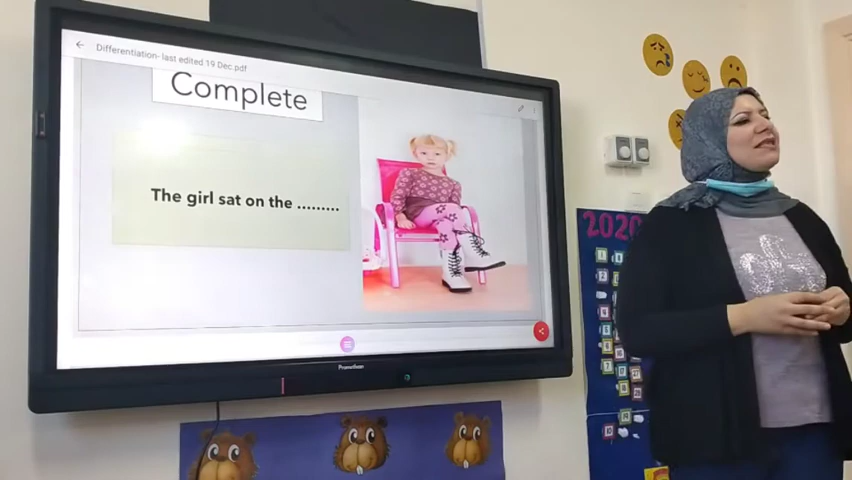 Differentiation- last edited 19 Dec.pdf
Complete
The girl sat on the .........
Promethean
2020